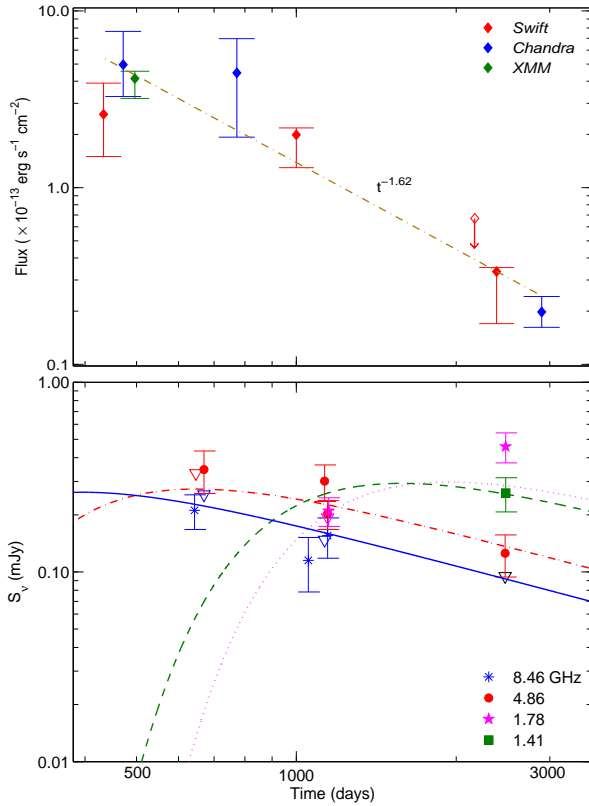 10.0
1.0
0.1
Flux ( × 10⁻¹³ erg s⁻¹ cm⁻²)
Swift
Chandra
XMM
t⁻¹·⁶²
1.00
0.10
0.01
Sᵥ (mJy)
8.46 GHz
4.86
1.78
1.41
500
1000
2000
3000
Time (days)